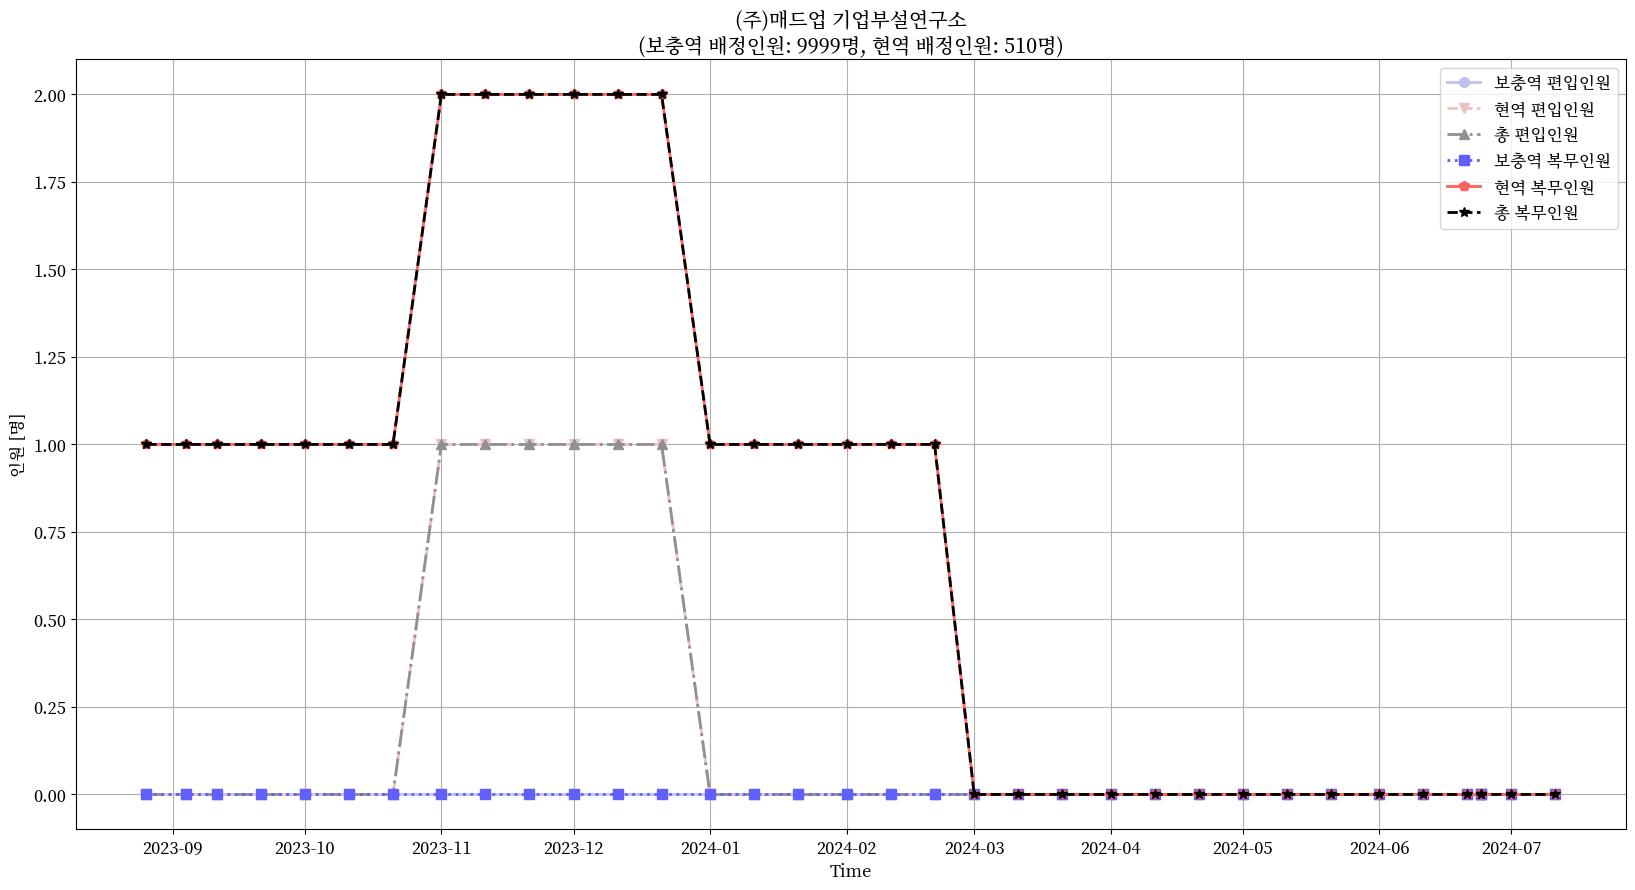 (주)매드업 기업부설연구소
(보충역 배정인원: 9999명, 현역 배정인원: 510명)
보충역 편입인원
현역 편입인원
총 편입인원
보충역 복무인원
현역 복무인원
총 복무인원
2.00
1.75
1.50
1.25
1.00
0.75
0.50
0.25
0.00
인원 [명]
2023-09 2023-10 2023-11 2023-12 2024-01 2024-02 2024-03 2024-04 2024-05 2024-06 2024-07
Time